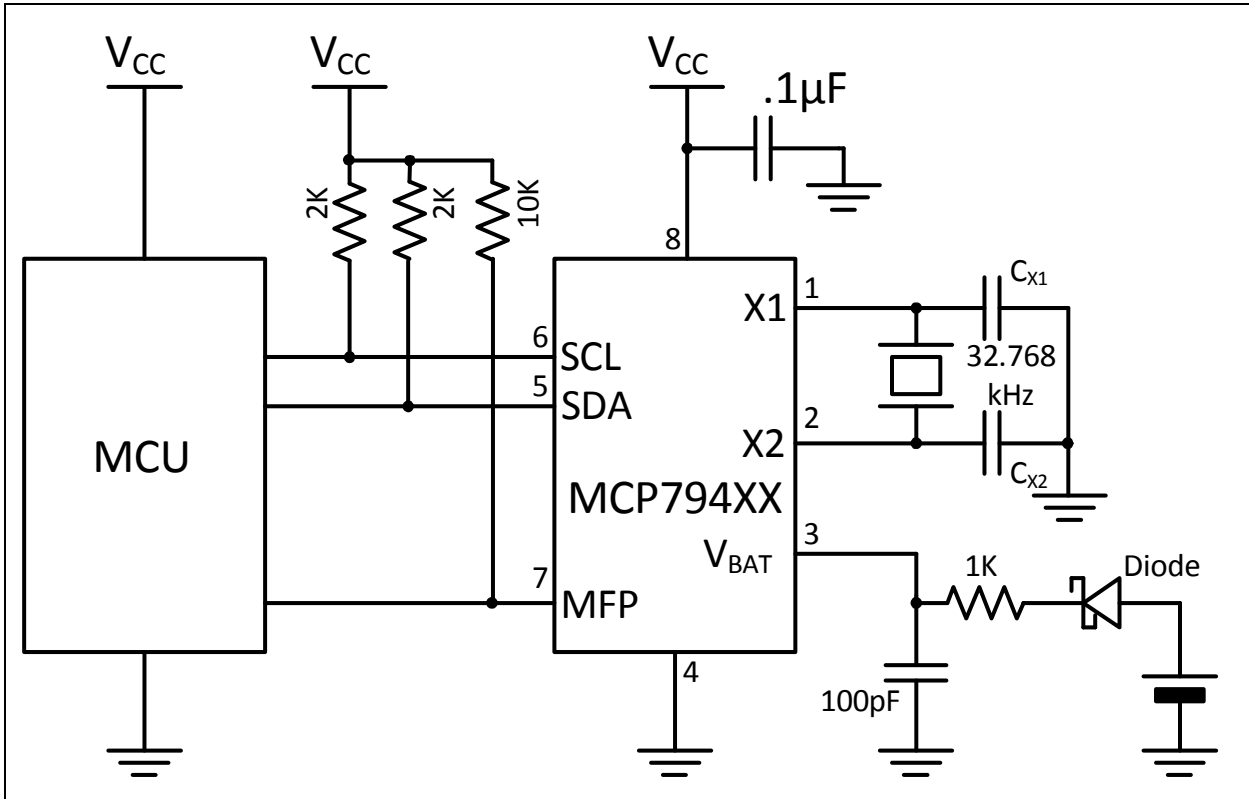 VCC
VCC
VCC
.1µF
2K
2K
10K
8
MCU
6
SCL
5
SDA
7
MFP
X1
1
X2
2
MCP794XX
VBAT
3
4
CX1
32.768
kHz
CX2
1K
Diode
100pF